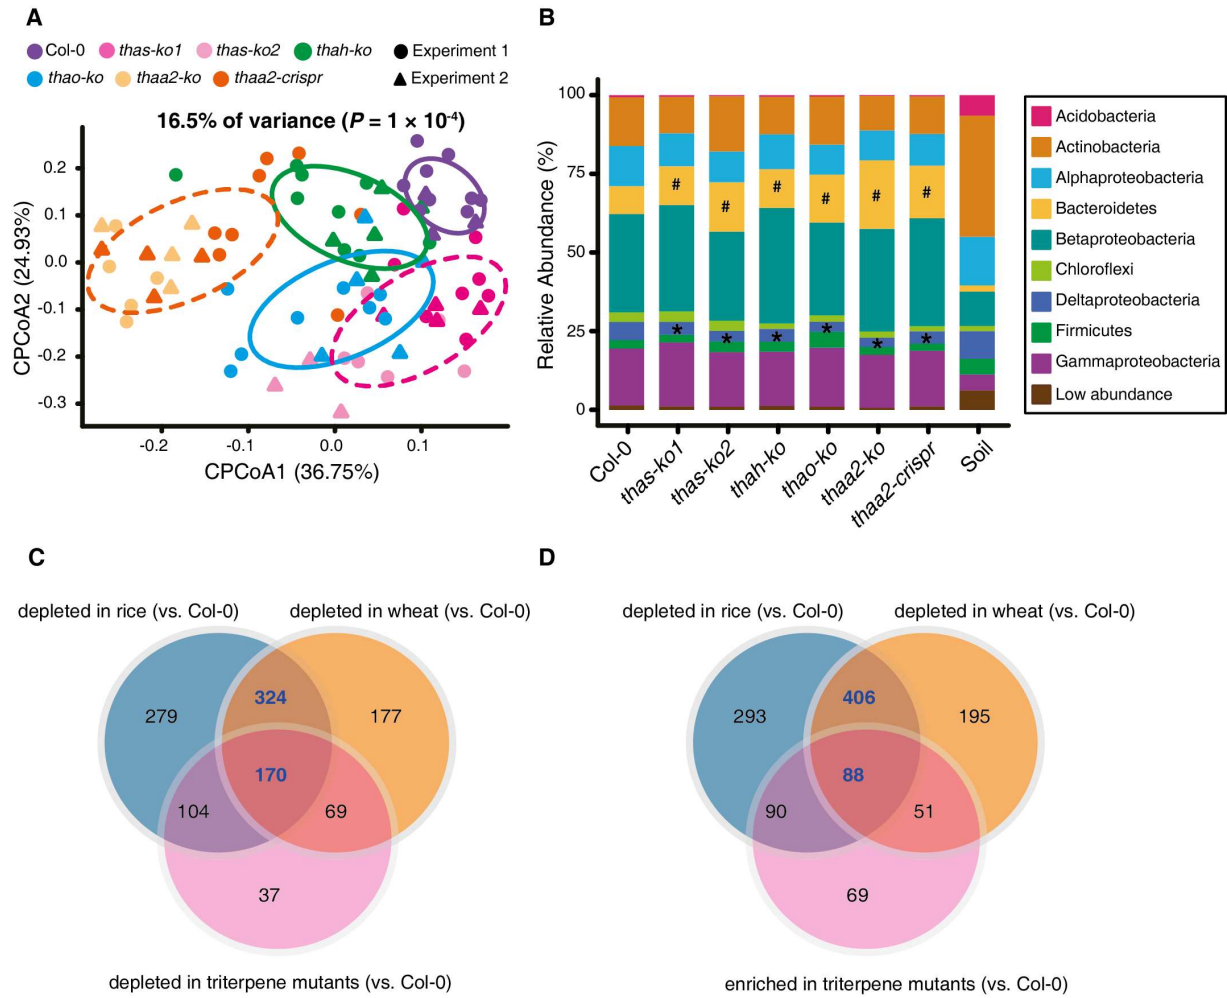 A
Col-0 thas-ko1 thas-ko2 thah-ko Experiment 1
thao-ko thaa2-ko thaa2-crispr Experiment 2
16.5% of variance (P = 1 × 10⁻⁴)
CPCoA2 (24.93%)
0.2
0.1
0.0
-0.1
-0.2
-0.3
-0.2 -0.1 0.0 0.1
CPCoA1 (36.75%)
B
Relative Abundance (%)
100
75
50
25
0
# # # # # #
* * * * * *
Col-0 thas-ko1 thas-ko2 thah-ko thao-ko thaa2-ko thaa2-crispr Soil
Acidobacteria
Actinobacteria
Alphaproteobacteria
Bacteroidetes
Betaproteobacteria
Chloroflexi
Deltaproteobacteria
Firmicutes
Gammaproteobacteria
Low abundance
C
depleted in rice (vs. Col-0) depleted in wheat (vs. Col-0)
324
279 177
170
104 69
37
depleted in triterpene mutants (vs. Col-0)
D
depleted in rice (vs. Col-0) depleted in wheat (vs. Col-0)
406
293 195
88
90 51
69
enriched in triterpene mutants (vs. Col-0)